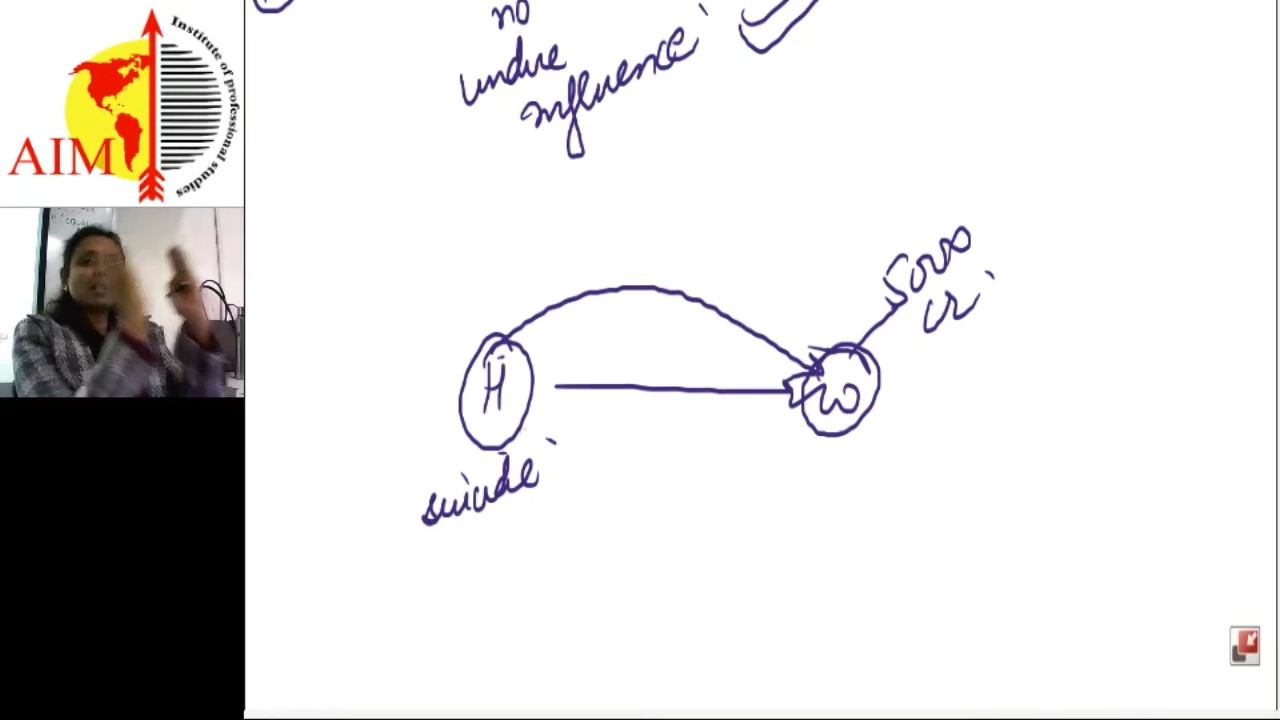 Institute of professional studies
AIM
no
undue
influence
5000
cr
H
W
suicide